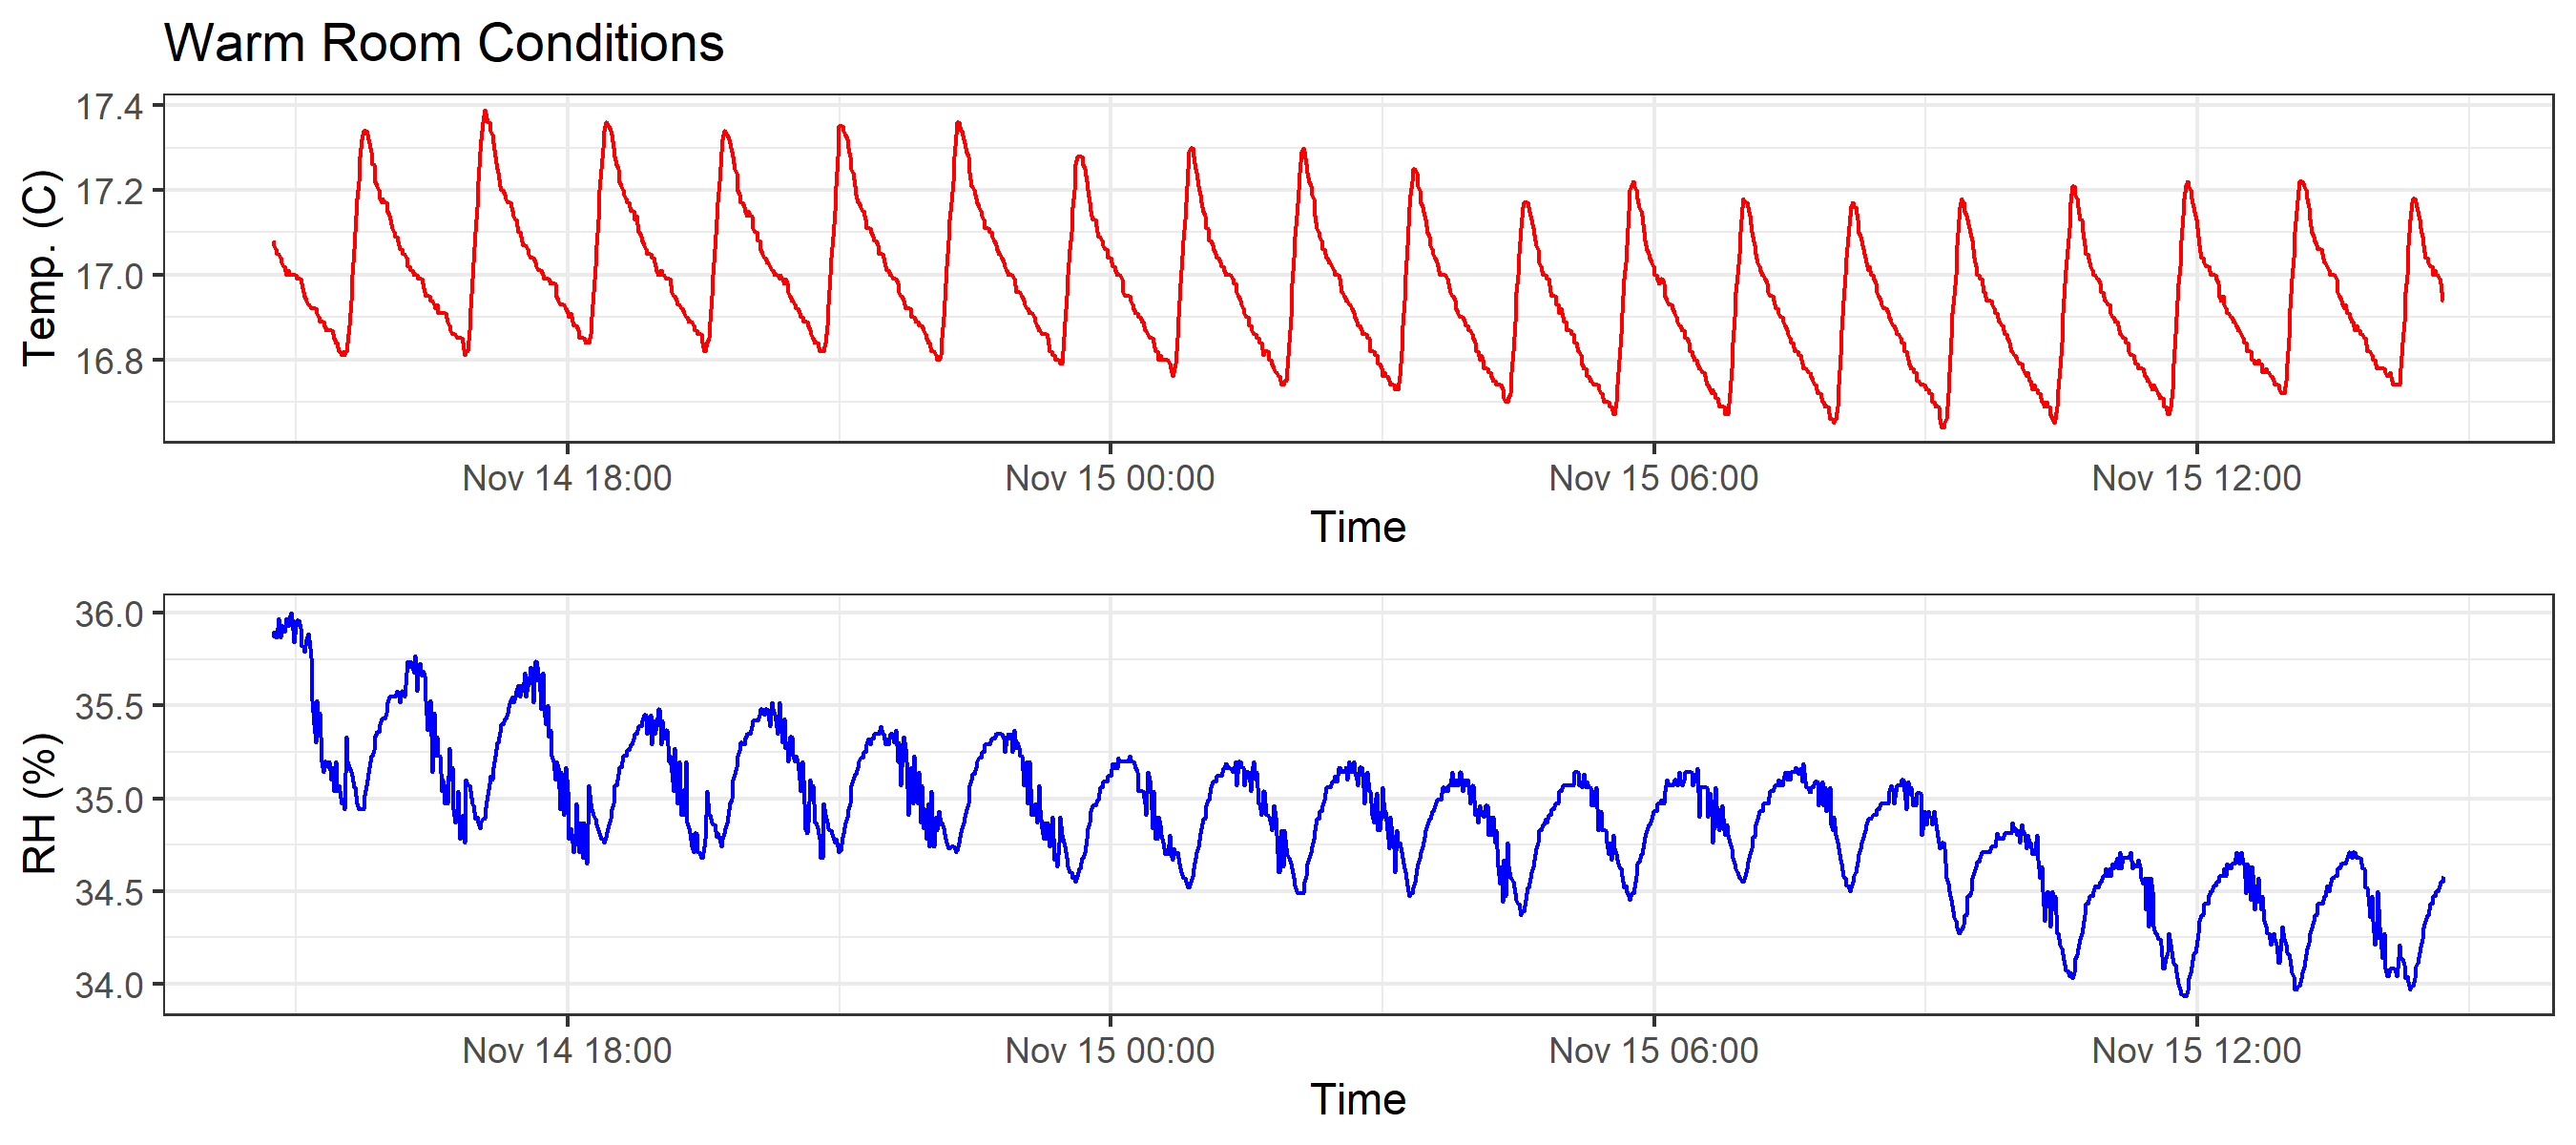 Warm Room Conditions
17.4
17.2
17.0
16.8
Temp. (C)
Nov 14 18:00 Nov 15 00:00 Nov 15 06:00 Nov 15 12:00
Time
36.0
35.5
35.0
34.5
34.0
RH (%)
Nov 14 18:00 Nov 15 00:00 Nov 15 06:00 Nov 15 12:00
Time